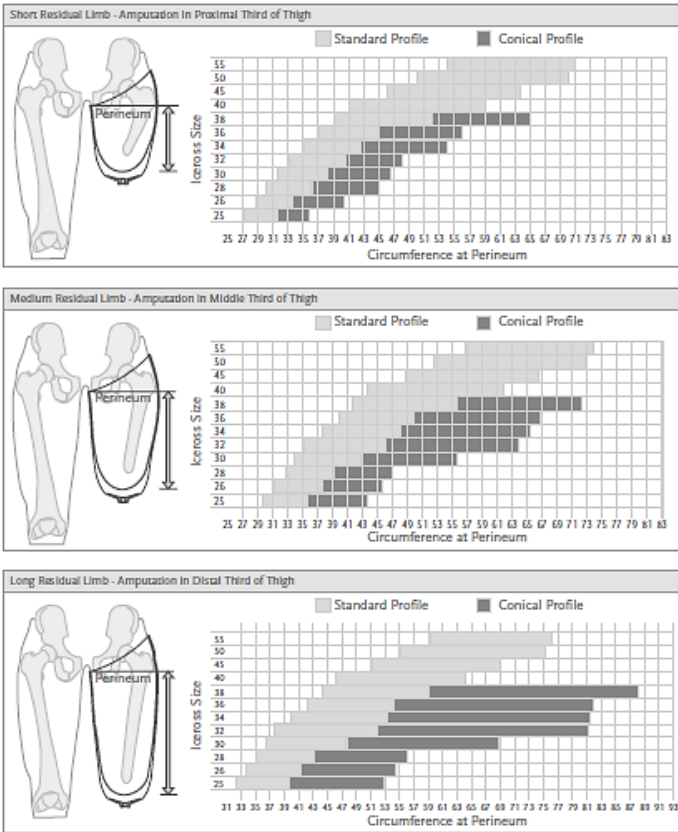 Short Residual Limb - Amputation in Proximal Third of Thigh
Standard Profile Conical Profile
Perineum
Iceross Size
55
50
45
40
38
36
34
32
30
28
26
25
25 27 29 31 33 35 37 39 41 43 45 47 49 51 53 55 57 59 61 63 65 67 69 71 73 75 77 79 81 83
Circumference at Perineum
Medium Residual Limb - Amputation in Middle Third of Thigh
Standard Profile Conical Profile
Perineum
Iceross Size
55
50
45
40
38
36
34
32
30
28
26
25
25 27 29 31 33 35 37 39 41 43 45 47 49 51 53 55 57 59 61 63 65 67 69 71 73 75 77 79 81 83
Circumference at Perineum
Long Residual Limb - Amputation in Distal Third of Thigh
Standard Profile Conical Profile
Perineum
Iceross Size
55
50
45
40
38
36
34
32
30
28
26
25
31 33 35 37 39 41 43 45 47 49 51 53 55 57 59 61 63 65 67 69 71 73 75 77 79 81 83 85 87 89 91 93
Circumference at Perineum